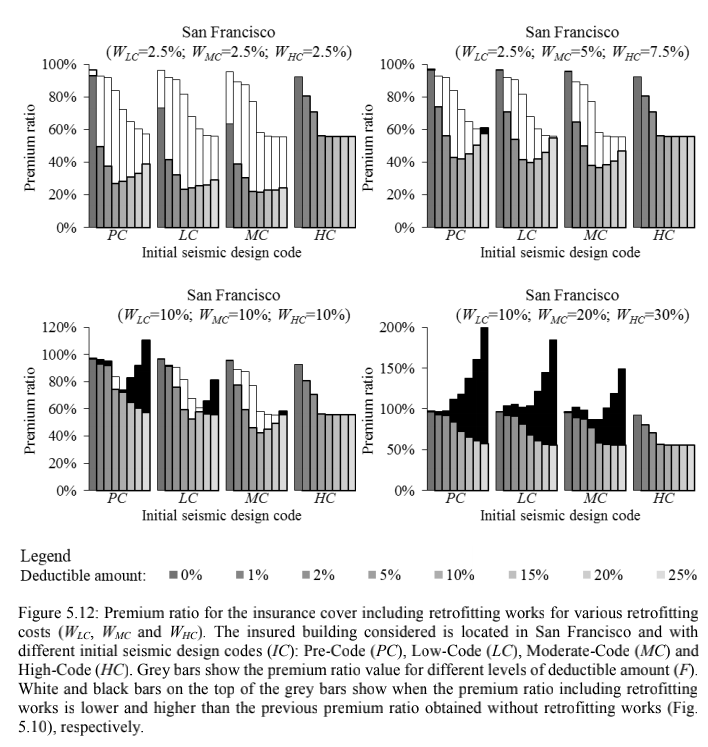 San Francisco
(W_LC=2.5%; W_MC=2.5%; W_HC=2.5%)
100%
80%
60%
40%
20%
0%
Premium ratio
PC LC MC HC
Initial seismic design code
San Francisco
(W_LC=2.5%; W_MC=5%; W_HC=7.5%)
100%
80%
60%
40%
20%
0%
Premium ratio
PC LC MC HC
Initial seismic design code
San Francisco
(W_LC=10%; W_MC=10%; W_HC=10%)
120%
100%
80%
60%
40%
20%
0%
Premium ratio
PC LC MC HC
Initial seismic design code
San Francisco
(W_LC=10%; W_MC=20%; W_HC=30%)
200%
150%
100%
50%
0%
Premium ratio
PC LC MC HC
Initial seismic design code
Legend
Deductible amount: 0% 1% 2% 5% 10% 15% 20% 25%
Figure 5.12: Premium ratio for the insurance cover including retrofitting works for various retrofitting
costs (W_LC, W_MC and W_HC). The insured building considered is located in San Francisco and with
different initial seismic design codes (IC): Pre-Code (PC), Low-Code (LC), Moderate-Code (MC) and
High-Code (HC). Grey bars show the premium ratio value for different levels of deductible amount (F).
White and black bars on the top of the grey bars show when the premium ratio including retrofitting
works is lower and higher than the previous premium ratio obtained without retrofitting works (Fig.
5.10), respectively.